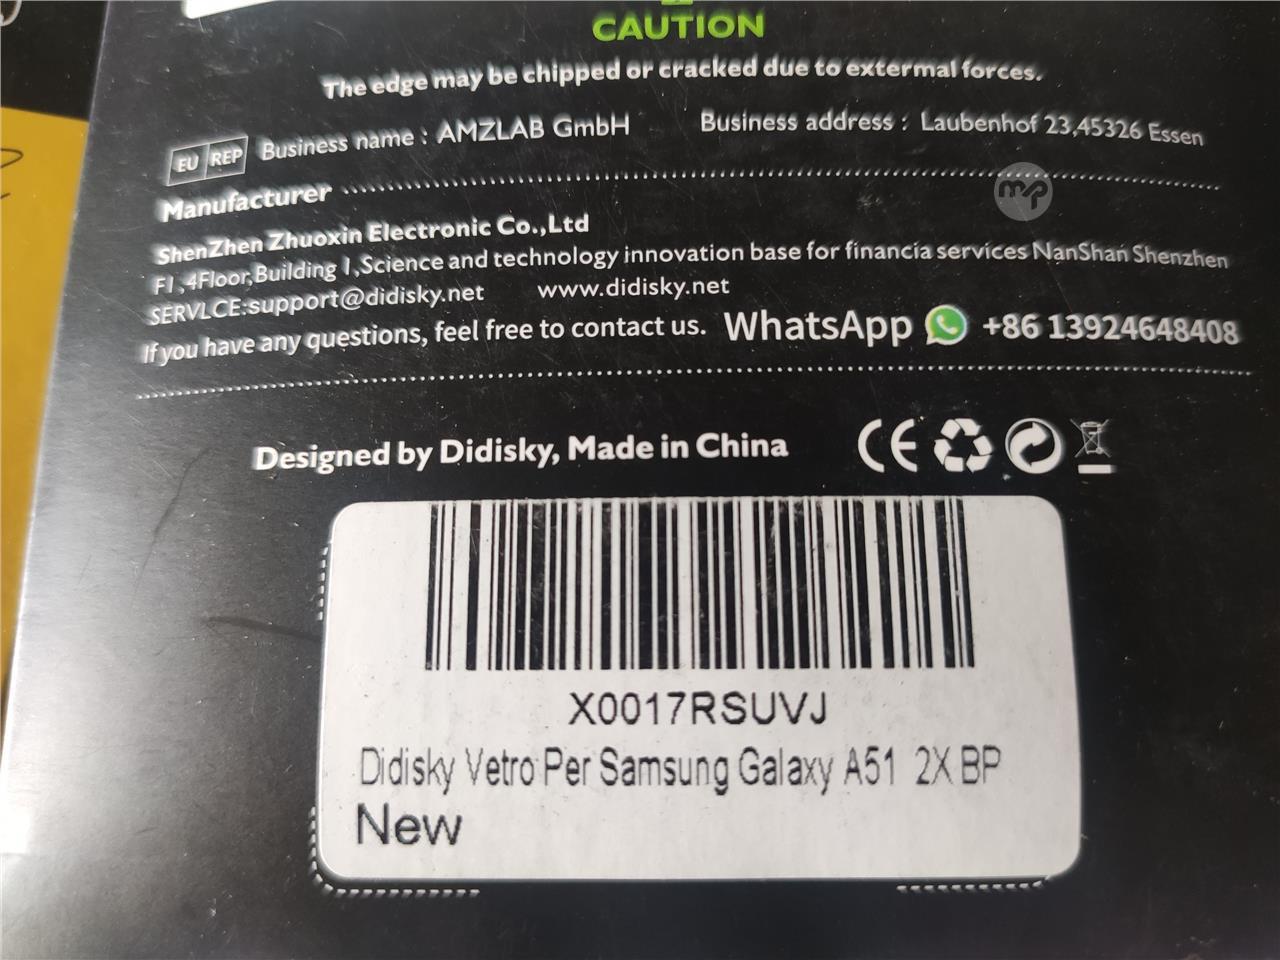 CAUTION
The edge may be chipped or cracked due to extermal forces.
EU REP Business name : AMZLAB GmbH Business address : Laubenhof 23,45326 Essen
Manufacturer
ShenZhen Zhuoxin Electronic Co.,Ltd
F1,4Floor,Building 1,Science and technology innovation base for financia services NanShan Shenzhen
SERVLCE:support@didisky.net www.didisky.net
If you have any questions, feel free to contact us. WhatsApp +86 13924648408
Designed by Didisky, Made in China CE
X0017RSUVJ
Didisky Vetro Per Samsung Galaxy A51 2X BP
New
mp